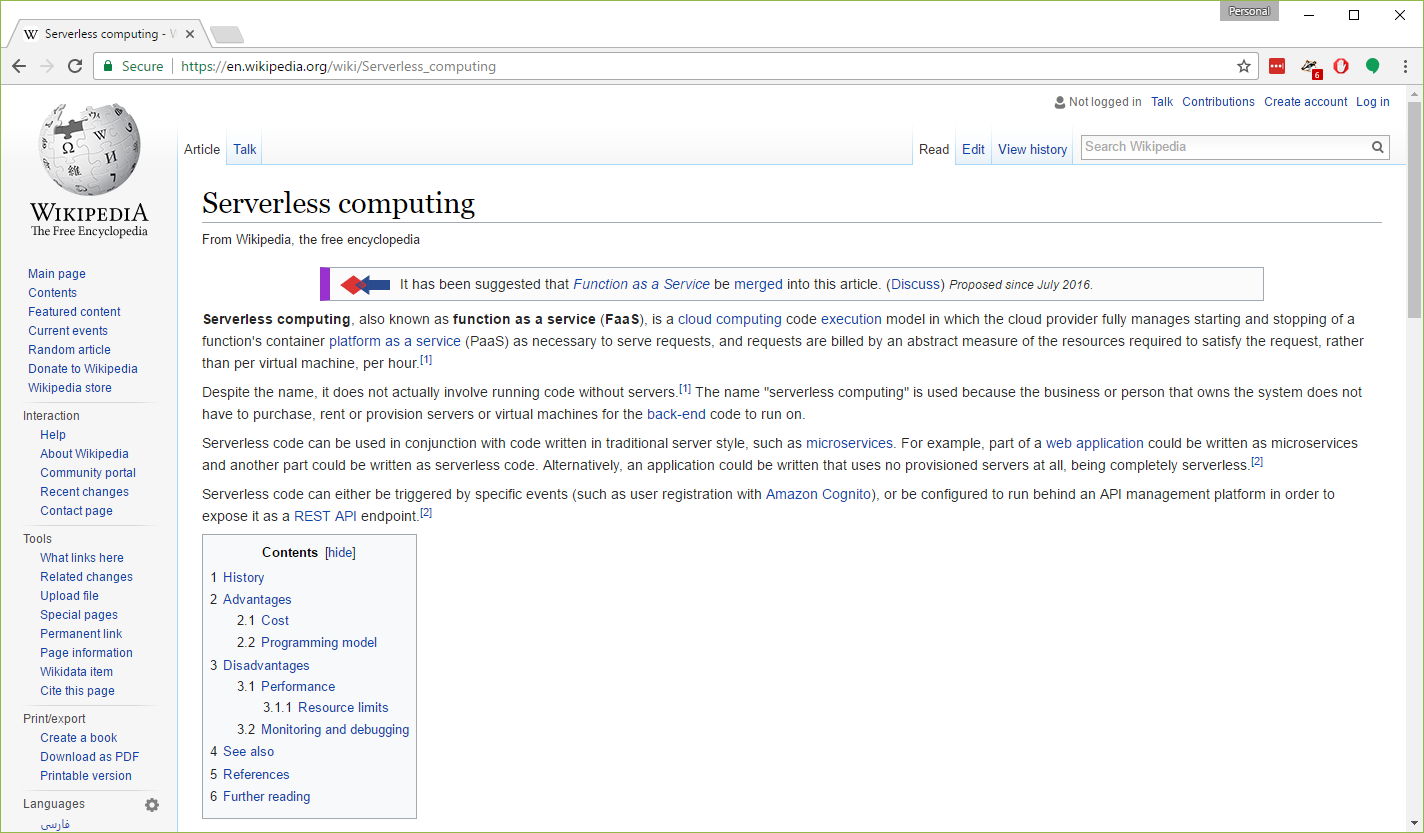 Personal
Serverless computing - W
Secure
https://en.wikipedia.org/wiki/Serverless_computing
6
Not logged in Talk Contributions Create account Log in
Article Talk Read Edit View history Search Wikipedia
WIKIPEDIA
The Free Encyclopedia
Main page
Contents
Featured content
Current events
Random article
Donate to Wikipedia
Wikipedia store
Interaction
Help
About Wikipedia
Community portal
Recent changes
Contact page
Tools
What links here
Related changes
Upload file
Special pages
Permanent link
Page information
Wikidata item
Cite this page
Print/export
Create a book
Download as PDF
Printable version
Languages
فارسی
Serverless computing
From Wikipedia, the free encyclopedia
It has been suggested that Function as a Service be merged into this article. (Discuss) Proposed since July 2016.
Serverless computing, also known as function as a service (FaaS), is a cloud computing code execution model in which the cloud provider fully manages starting and stopping of a
function's container platform as a service (PaaS) as necessary to serve requests, and requests are billed by an abstract measure of the resources required to satisfy the request, rather
than per virtual machine, per hour.[1]
Despite the name, it does not actually involve running code without servers.[1] The name "serverless computing" is used because the business or person that owns the system does not
have to purchase, rent or provision servers or virtual machines for the back-end code to run on.
Serverless code can be used in conjunction with code written in traditional server style, such as microservices. For example, part of a web application could be written as microservices
and another part could be written as serverless code. Alternatively, an application could be written that uses no provisioned servers at all, being completely serverless.[2]
Serverless code can either be triggered by specific events (such as user registration with Amazon Cognito), or be configured to run behind an API management platform in order to
expose it as a REST API endpoint.[2]
Contents [hide]
1 History
2 Advantages
2.1 Cost
2.2 Programming model
3 Disadvantages
3.1 Performance
3.1.1 Resource limits
3.2 Monitoring and debugging
4 See also
5 References
6 Further reading